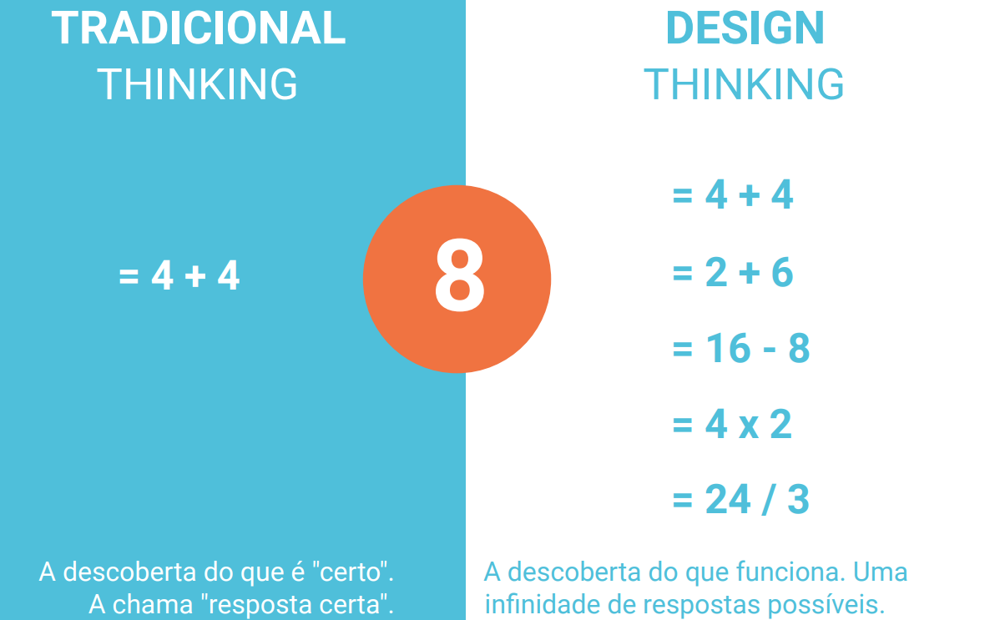 TRADICIONAL
THINKING
= 4 + 4
A descoberta do que é "certo".
A chama "resposta certa".
8
DESIGN
THINKING
= 4 + 4
= 2 + 6
= 16 - 8
= 4 x 2
= 24 / 3
A descoberta do que funciona. Uma
infinidade de respostas possíveis.